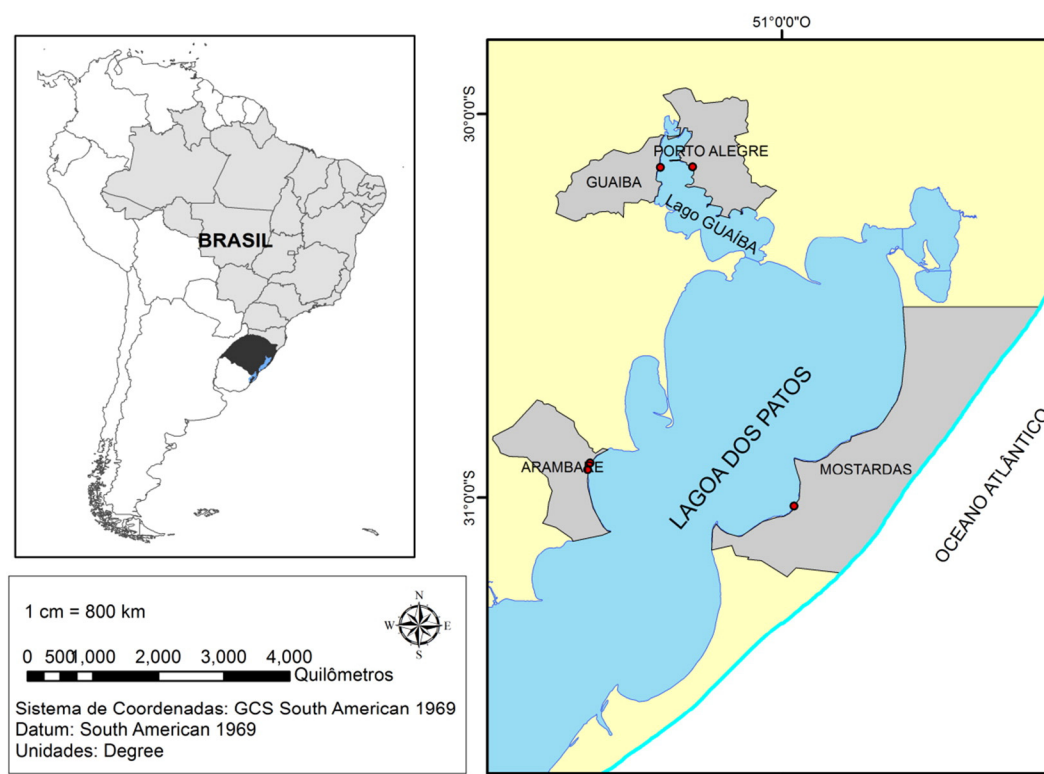 BRASIL
1 cm = 800 km
N
W E
S
0 500 1,000 2,000 3,000 4,000
Quilômetros
Sistema de Coordenadas: GCS South American 1969
Datum: South American 1969
Unidades: Degree
51°0'0"O
30°0'0"S
PORTO ALEGRE
GUAIBA
Lago GUAÍBA
LAGOA DOS PATOS
ARAMBARE
MOSTARDAS
31°0'0"S
OCEANO ATLÂNTICO